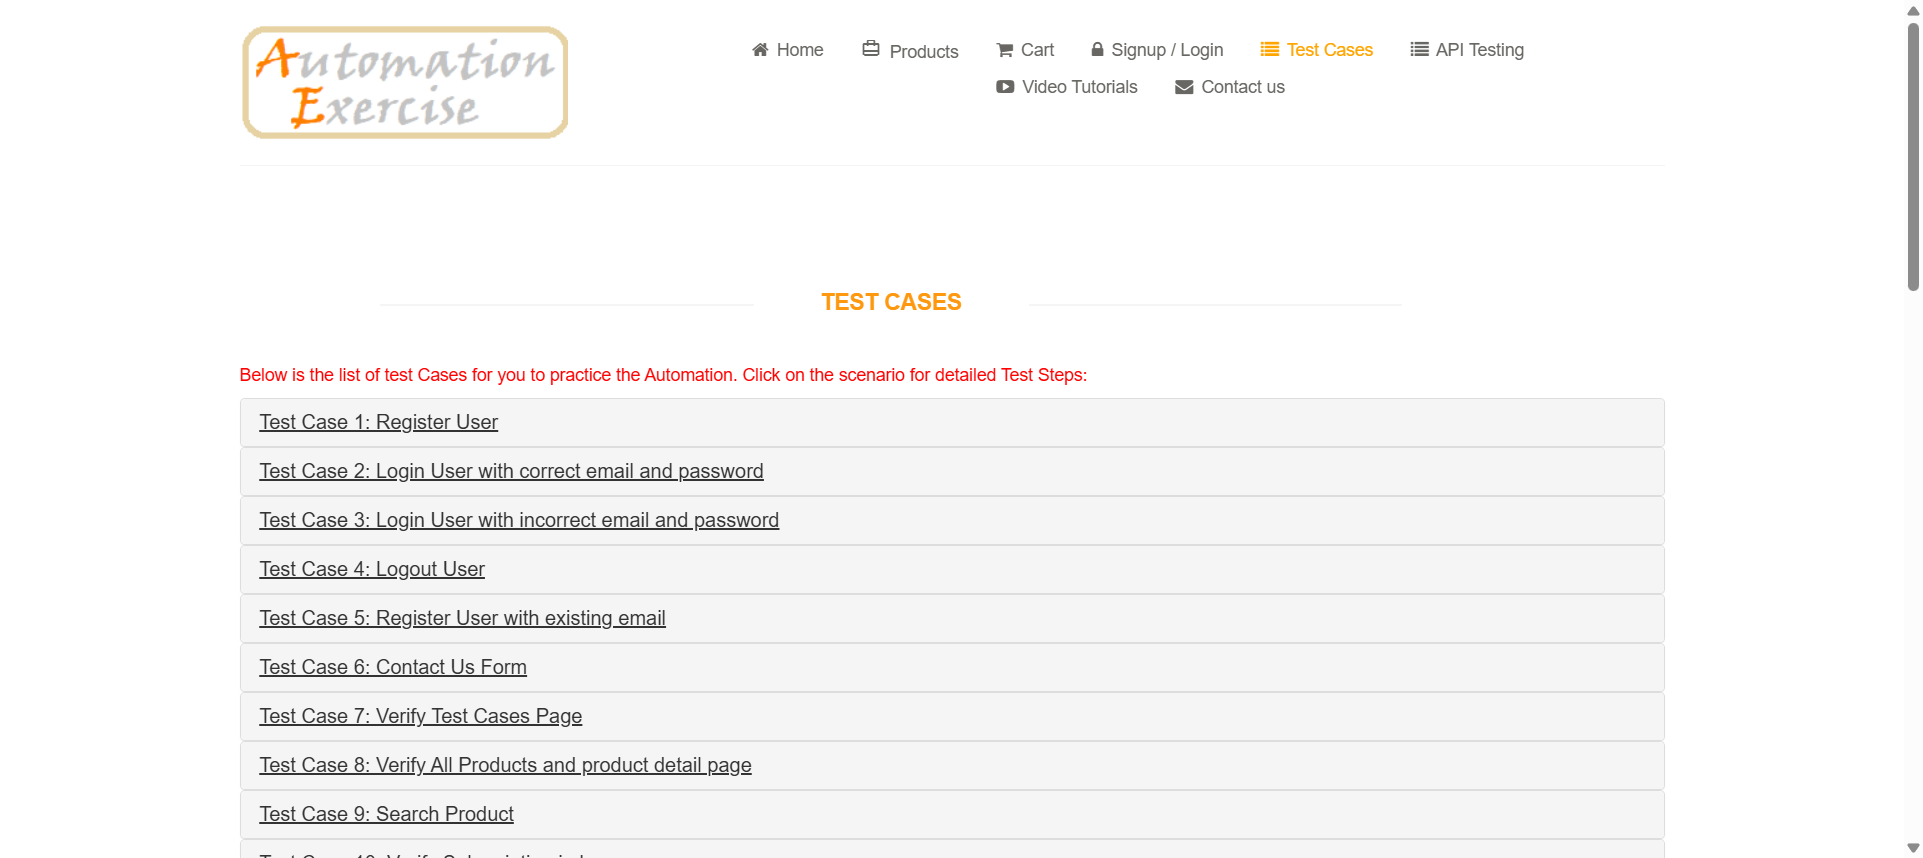 Automation
Exercise
Home Products Cart Signup / Login Test Cases API Testing
Video Tutorials Contact us
TEST CASES
Below is the list of test Cases for you to practice the Automation. Click on the scenario for detailed Test Steps:
Test Case 1: Register User
Test Case 2: Login User with correct email and password
Test Case 3: Login User with incorrect email and password
Test Case 4: Logout User
Test Case 5: Register User with existing email
Test Case 6: Contact Us Form
Test Case 7: Verify Test Cases Page
Test Case 8: Verify All Products and product detail page
Test Case 9: Search Product